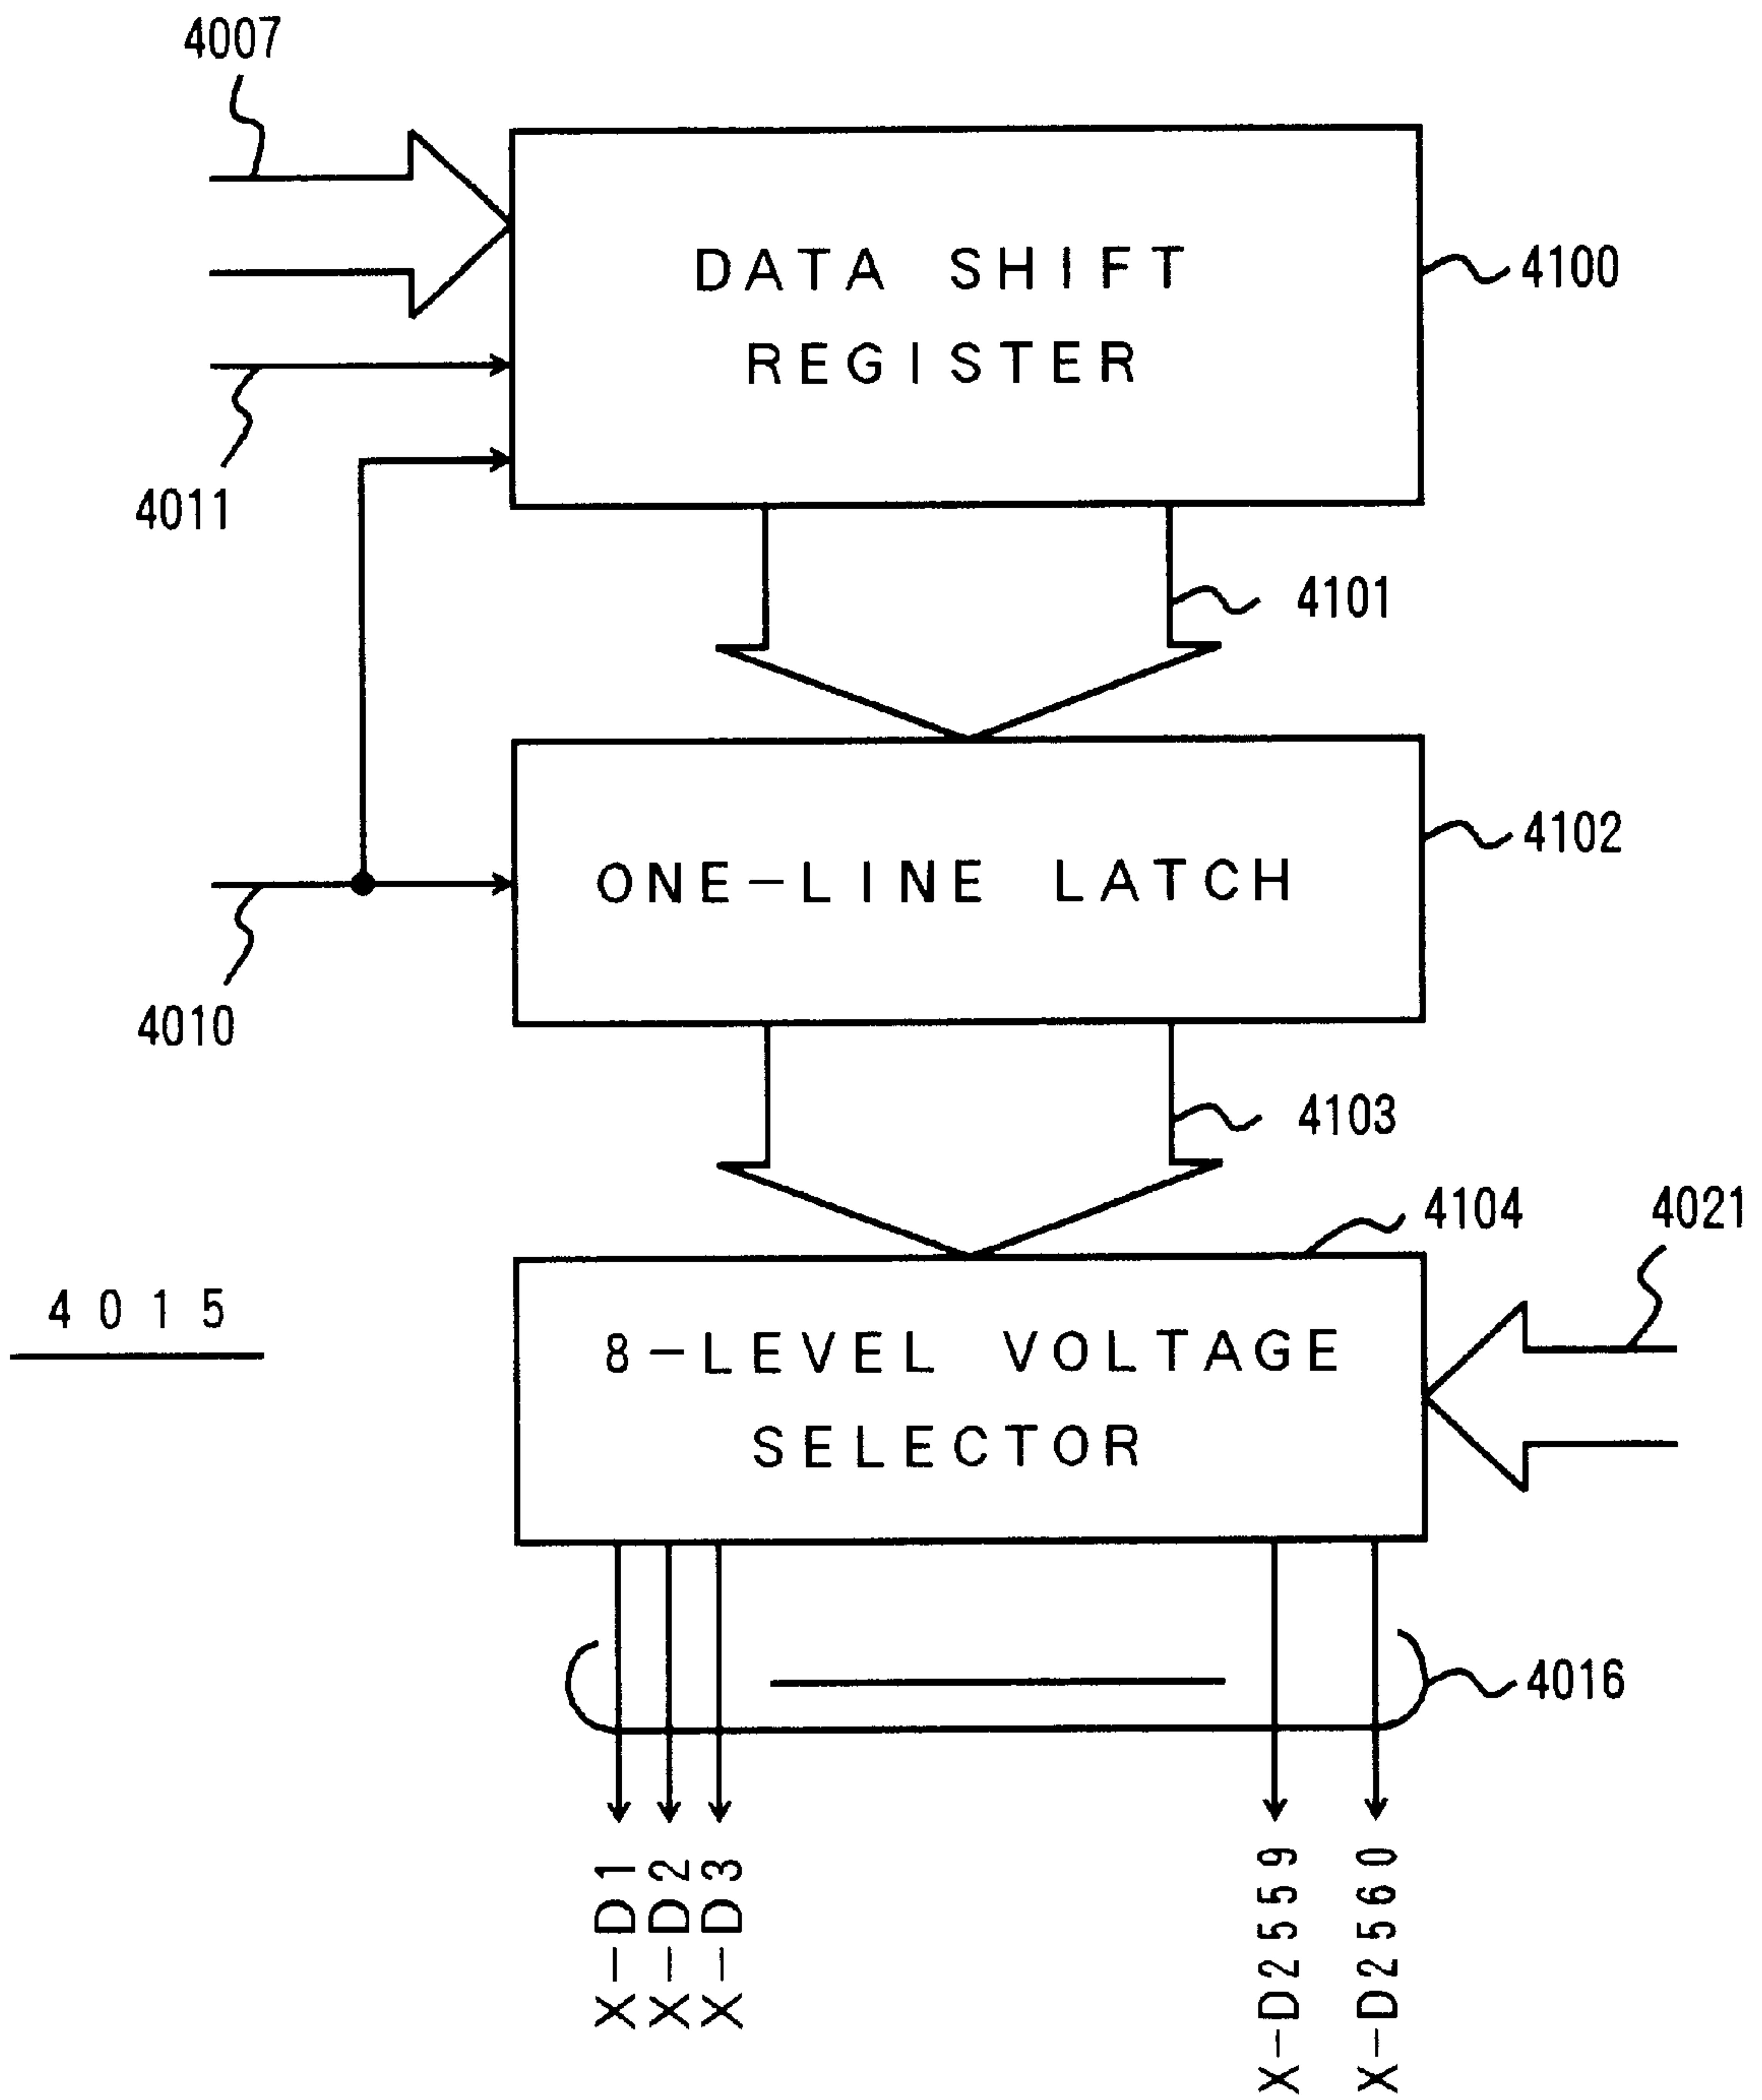 4007
DATA SHIFT
REGISTER
4100
4011
4101
ONE-LINE LATCH
4102
4010
4103
4104
4021
4015
8-LEVEL VOLTAGE
SELECTOR
4016
X-D1
X-D2
X-D3
X-D2559
X-D2560